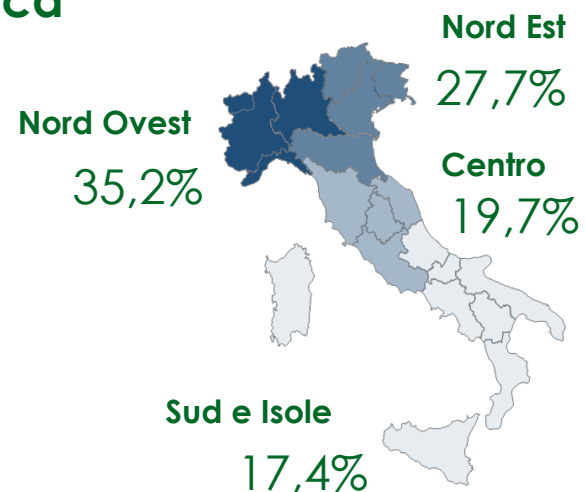 Nord Est
27,7%
Nord Ovest
35,2%
Centro
19,7%
Sud e Isole
17,4%